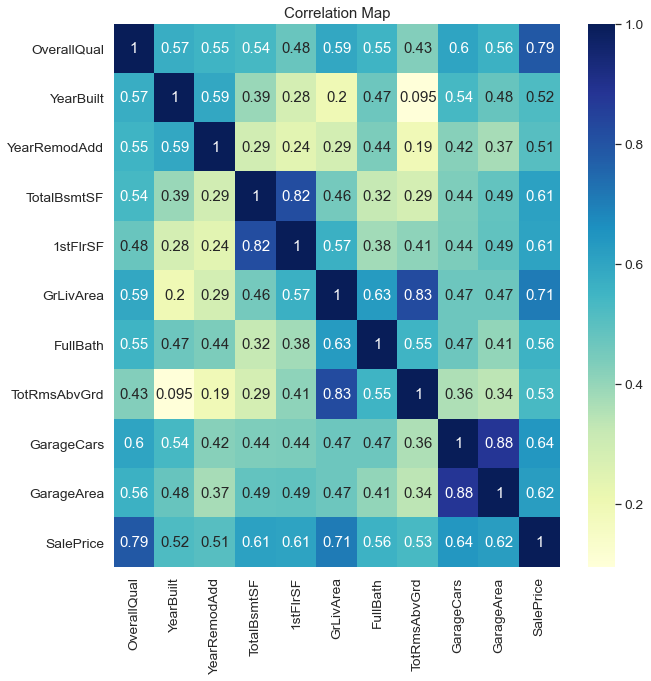 Correlation Map
OverallQual 1 0.57 0.55 0.54 0.48 0.59 0.55 0.43 0.6 0.56 0.79
YearBuilt 0.57 1 0.59 0.39 0.28 0.2 0.47 0.095 0.54 0.48 0.52
YearRemodAdd 0.55 0.59 1 0.29 0.24 0.29 0.44 0.19 0.42 0.37 0.51
TotalBsmtSF 0.54 0.39 0.29 1 0.82 0.46 0.32 0.29 0.44 0.49 0.61
1stFlrSF 0.48 0.28 0.24 0.82 1 0.57 0.38 0.41 0.44 0.49 0.61
GrLivArea 0.59 0.2 0.29 0.46 0.57 1 0.63 0.83 0.47 0.47 0.71
FullBath 0.55 0.47 0.44 0.32 0.38 0.63 1 0.55 0.47 0.41 0.56
TotRmsAbvGrd 0.43 0.095 0.19 0.29 0.41 0.83 0.55 1 0.36 0.34 0.53
GarageCars 0.6 0.54 0.42 0.44 0.44 0.47 0.47 0.36 1 0.88 0.64
GarageArea 0.56 0.48 0.37 0.49 0.49 0.47 0.41 0.34 0.88 1 0.62
SalePrice 0.79 0.52 0.51 0.61 0.61 0.71 0.56 0.53 0.64 0.62 1
OverallQual
YearBuilt
YearRemodAdd
TotalBsmtSF
1stFlrSF
GrLivArea
FullBath
TotRmsAbvGrd
GarageCars
GarageArea
SalePrice
1.0
0.8
0.6
0.4
0.2